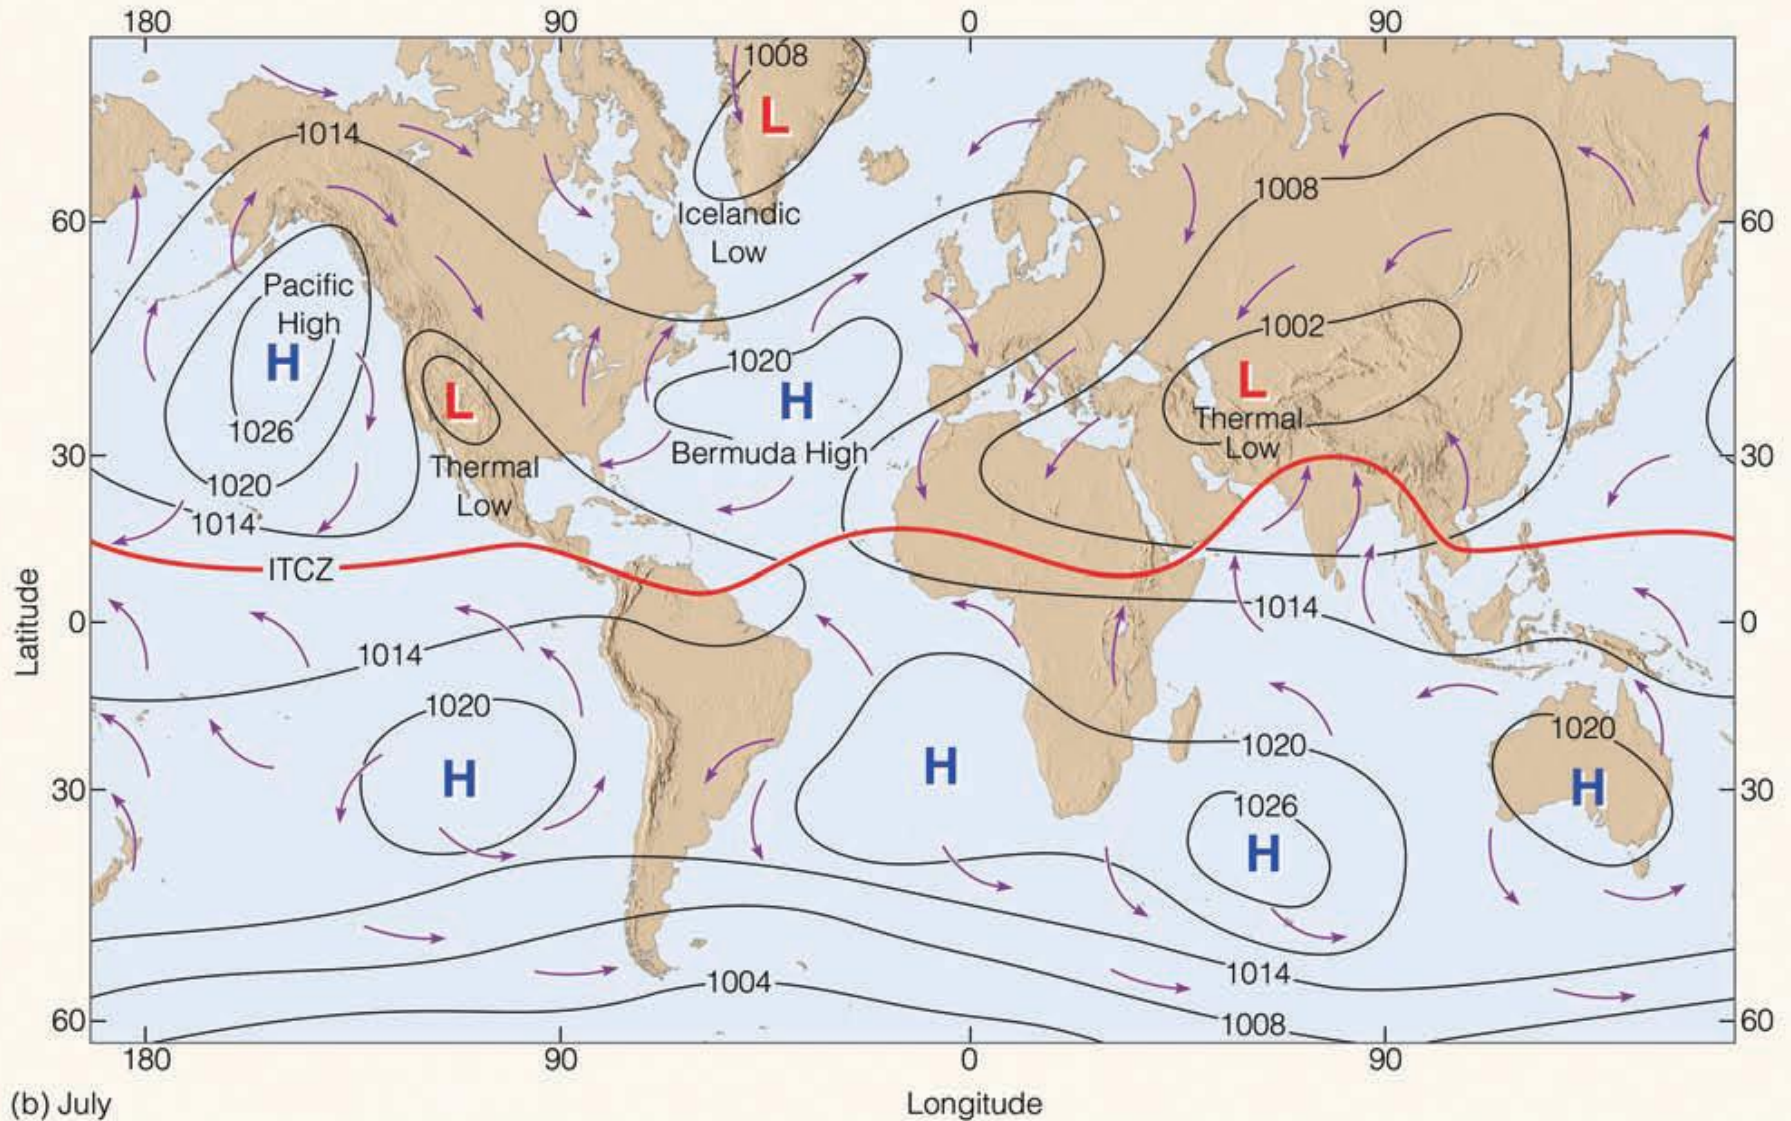 180 90 0 90
1008
L
1014
1008
60 Icelandic 60
Low
Pacific
High
H
1002
1020
L
L
H
Thermal
Low
1026
30 Bermuda High 30
Thermal
Low
1020
1014
ITCZ
1014
Latitude
0 0
1014
1020
1020
1020
H
H
H
30 30
1026
H
1014
1004
1008
60 60
180 90 0 90
(b) July Longitude